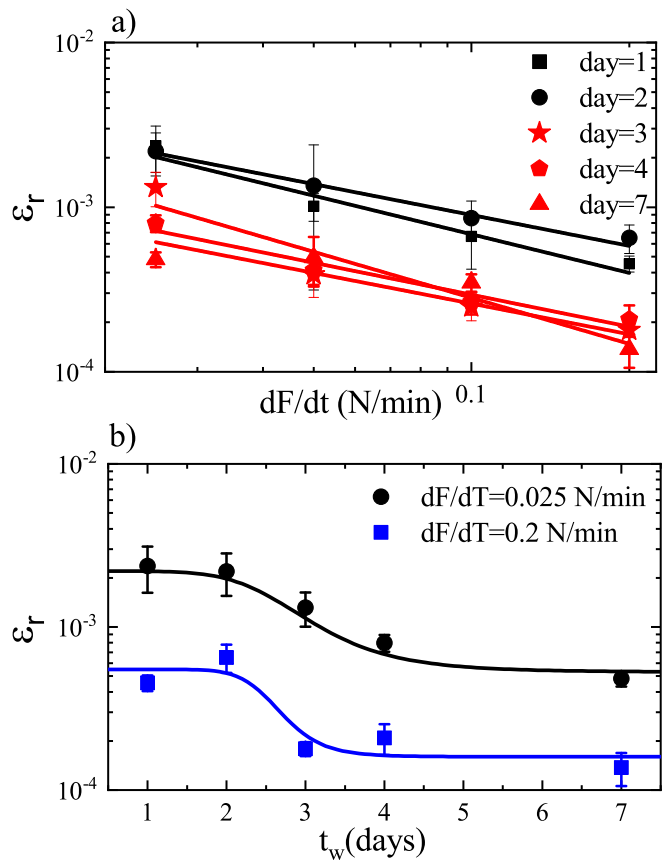 a)
10⁻²
day=1
day=2
day=3
day=4
day=7
10⁻³
εᵣ
10⁻⁴
dF/dt (N/min)
0.1
b)
10⁻²
dF/dT=0.025 N/min
dF/dT=0.2 N/min
10⁻³
εᵣ
10⁻⁴
1 2 3 4 5 6 7
t_w(days)